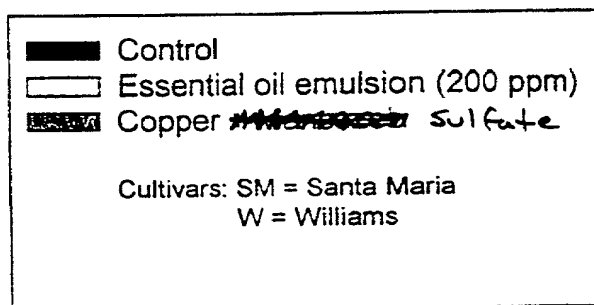 Control
Essential oil emulsion (200 ppm)
Copper sulfate
Cultivars: SM = Santa Maria
W = Williams